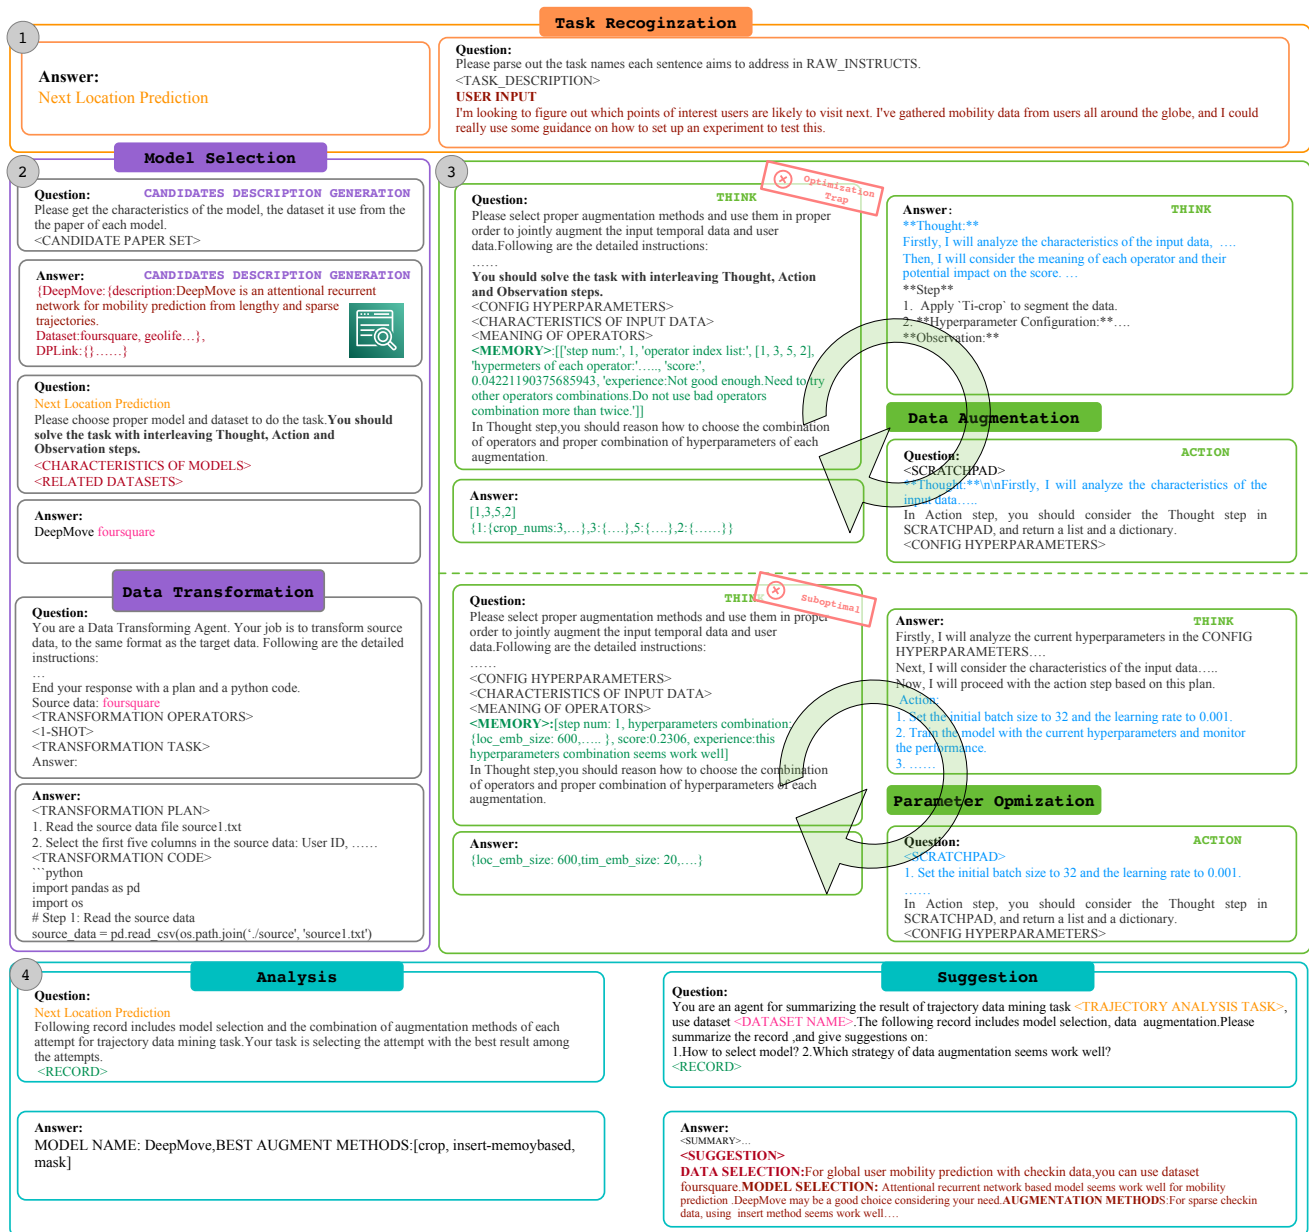 Task Recoginzation
1
Answer:
Next Location Prediction
Question:
Please parse out the task names each sentence aims to address in RAW_INSTRUCTS.
<TASK_DESCRIPTION>
USER INPUT
I'm looking to figure out which points of interest users are likely to visit next. I've gathered mobility data from users all around the globe, and I could
really use some guidance on how to set up an experiment to test this.
2
Model Selection
Question: CANDIDATES DESCRIPTION GENERATION
Please get the characteristics of the model, the dataset it use from the
the paper of each model.
<CANDIDATE PAPER SET>
Answer: CANDIDATES DESCRIPTION GENERATION
{DeepMove:{description:DeepMove is an attentional recurrent
network for mobility prediction from lengthy and sparse
trajectories.
Dataset:foursquare, geolife…},
DPLink:{}……}
Question:
Next Location Prediction
Please choose proper model and dataset to do the task.You should
solve the task with interleaving Thought, Action and
Observation steps.
<CHARACTERISTICS OF MODELS>
<RELATED DATASETS>
Answer:
DeepMove foursquare
Data Transformation
Question:
You are a Data Transforming Agent. Your job is to transform source
data, to the same format as the target data. Following are the detailed
instructions:
…
End your response with a plan and a python code.
Source data: foursquare
<TRANSFORMATION OPERATORS>
<1-SHOT>
<TRANSFORMATION TASK>
Answer:
Answer:
<TRANSFORMATION PLAN>
1. Read the source data file source1.txt
2. Select the first five columns in the source data: User ID, ……
<TRANSFORMATION CODE>
```python
import pandas as pd
import os
# Step 1: Read the source data
source_data = pd.read_csv(os.path.join('./source', 'source1.txt')
3
Optimization
Trap
Question: THINK
Please select proper augmentation methods and use them in proper
order to jointly augment the input temporal data and user
data.Following are the detailed instructions:
……
You should solve the task with interleaving Thought, Action
and Observation steps.
<CONFIG HYPERPARAMETERS>
<CHARACTERISTICS OF INPUT DATA>
<MEANING OF OPERATORS>
<MEMORY>:[['step num:', 1, 'operator index list:', [1, 3, 5, 2],
'hypermeters of each operator:'….., 'score:',
0.04221190375685943, 'experience:Not good enough.Need to try
other operators combinations.Do not use bad operators
combination more than twice.']]
In Thought step,you should reason how to choose the combination
of operators and proper combination of hyperparameters of each
augmentation.
Answer:
[1,3,5,2]
{1:{crop_nums:3,…},3:{….},5:{….},2:{……}}
Answer: THINK
**Thought:**
Firstly, I will analyze the characteristics of the input data, ….
Then, I will consider the meaning of each operator and their
potential impact on the score. …
**Step**
1. Apply `Ti-crop` to segment the data.
2. **Hyperparameter Configuration:**….
**Observation:**
Data Augmentation
Question: ACTION
<SCRATCHPAD>
**Thought:**\n\nFirstly, I will analyze the characteristics of the
input data…..
In Action step, you should consider the Thought step in
SCRATCHPAD, and return a list and a dictionary.
<CONFIG HYPERPARAMETERS>
Suboptimal
Question: THINK
Please select proper augmentation methods and use them in proper
order to jointly augment the input temporal data and user
data.Following are the detailed instructions:
……
<CONFIG HYPERPARAMETERS>
<CHARACTERISTICS OF INPUT DATA>
<MEANING OF OPERATORS>
<MEMORY>:[step num: 1, hyperparameters combination:
{loc_emb_size: 600,….. }, score:0.2306, experience:this
hyperparameters combination seems work well]
In Thought step,you should reason how to choose the combination
of operators and proper combination of hyperparameters of each
augmentation.
Answer:
{loc_emb_size: 600,tim_emb_size: 20,….}
Answer: THINK
Firstly, I will analyze the current hyperparameters in the CONFIG
HYPERPARAMETERS….
Next, I will consider the characteristics of the input data…..
Now, I will proceed with the action step based on this plan.
Action:
1. Set the initial batch size to 32 and the learning rate to 0.001.
2. Train the model with the current hyperparameters and monitor
the performance.
3. ……
Parameter Opmization
Question: ACTION
<SCRATCHPAD>
1. Set the initial batch size to 32 and the learning rate to 0.001.
……
In Action step, you should consider the Thought step in
SCRATCHPAD, and return a list and a dictionary.
<CONFIG HYPERPARAMETERS>
4
Analysis
Question:
Next Location Prediction
Following record includes model selection and the combination of augmentation methods of each
attempt for trajectory data mining task.Your task is selecting the attempt with the best result among
the attempts.
<RECORD>
Answer:
MODEL NAME: DeepMove,BEST AUGMENT METHODS:[crop, insert-memoybased,
mask]
Suggestion
Question:
You are an agent for summarizing the result of trajectory data mining task <TRAJECTORY ANALYSIS TASK>,
use dataset <DATASET NAME>.The following record includes model selection, data augmentation.Please
summarize the record ,and give suggestions on:
1.How to select model? 2.Which strategy of data augmentation seems work well?
<RECORD>
Answer:
<SUMMARY>…
<SUGGESTION>
DATA SELECTION:For global user mobility prediction with checkin data,you can use dataset
foursquare.MODEL SELECTION: Attentional recurrent network based model seems work well for mobility
prediction .DeepMove may be a good choice considering your need.AUGMENTATION METHODS:For sparse checkin
data, using insert method seems work well….